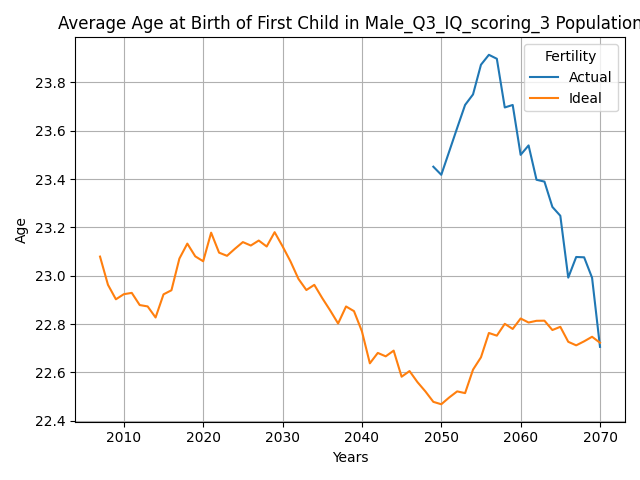 Average Age at Birth of First Child in Male_Q3_IQ_scoring_3 Population
Fertility
Actual
Ideal
Age
23.8
23.6
23.4
23.2
23.0
22.8
22.6
22.4
2010 2020 2030 2040 2050 2060 2070
Years